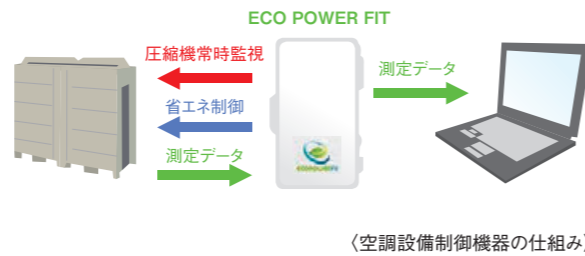 ECO POWER FIT
圧縮機常時監視
測定データ
省エネ制御
測定データ
ECOPOWERFIT
〈空調設備制御機器の仕組み〉